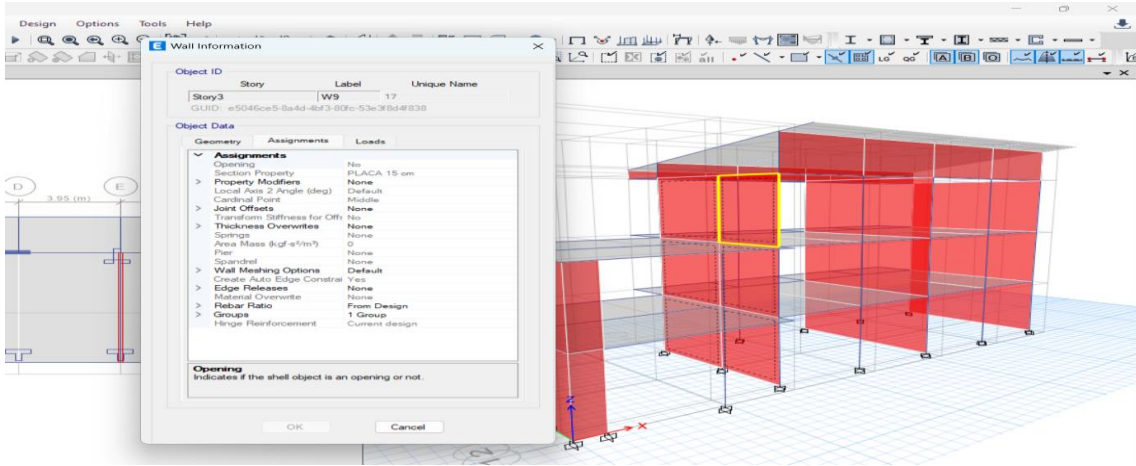 Design Options Tools Help
Wall Information
Object ID
Story Label Unique Name
Story3 W9 17
GUID: e5046ce5-8a4d-4bf3-80fc-53e3f8d4f838
Object Data
Geometry Assignments Loads
Assignments
Opening No
Section Property PLACA 15 cm
> Property Modifiers None
Local Axis 2 Angle (deg) Default
Cardinal Point Middle
> Joint Offsets None
Transform Stiffness for Offs No
> Thickness Overwrites None
Springs None
Area Mass (kgf-s²/m³) 0
Pier None
Spandrel None
> Wall Meshing Options Default
Create Auto Edge Constrai Yes
> Edge Releases None
Material Overwrite None
> Rebar Ratio From Design
> Groups 1 Group
Hinge Reinforcement Current design
Opening
Indicates if the shell object is an opening or not.
OK Cancel
D
3.95 (m)
E
Z
X